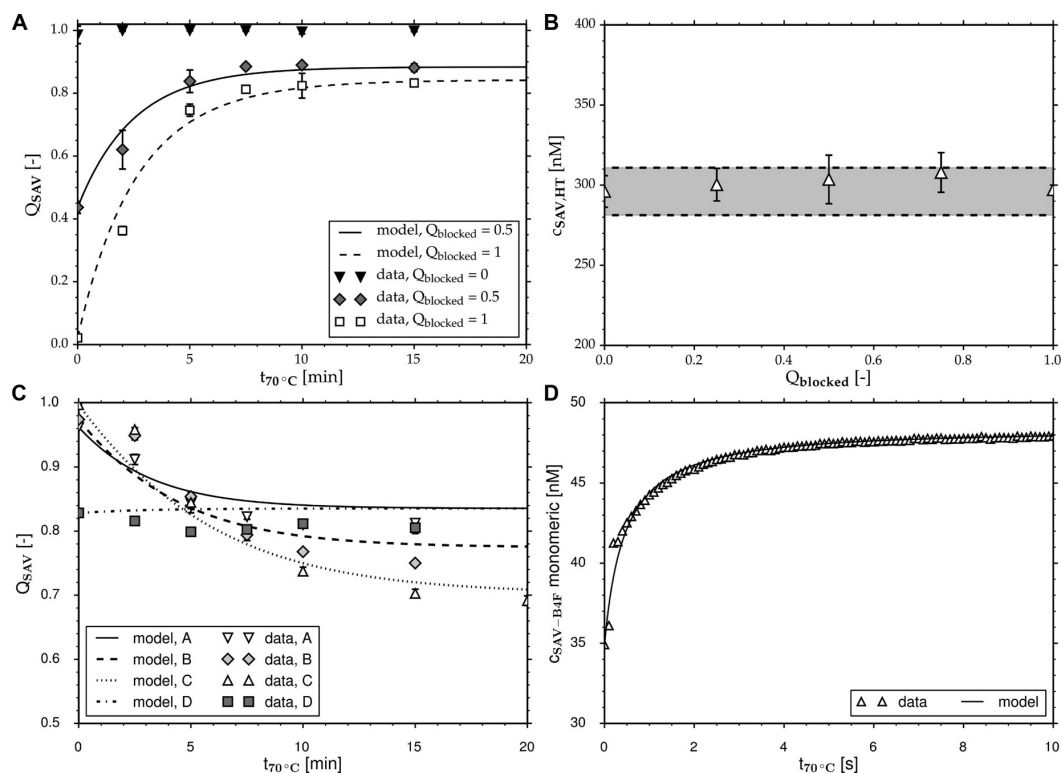 A
1.0
0.8
0.6
0.4
0.2
0.0
Q_SAV [-]
model, Q_blocked = 0.5
model, Q_blocked = 1
data, Q_blocked = 0
data, Q_blocked = 0.5
data, Q_blocked = 1
0 5 10 15 20
t_70°C [min]
B
400
350
300
250
200
c_SAV,HT [nM]
0.0 0.2 0.4 0.6 0.8 1.0
Q_blocked [-]
C
1.0
0.9
0.8
0.7
0.6
0.5
Q_SAV [-]
model, A data, A
model, B data, B
model, C data, C
model, D data, D
0 5 10 15 20
t_70°C [min]
D
50
45
40
35
30
c_SAV−B4F monomeric [nM]
data model
0 2 4 6 8 10
t_70°C [s]